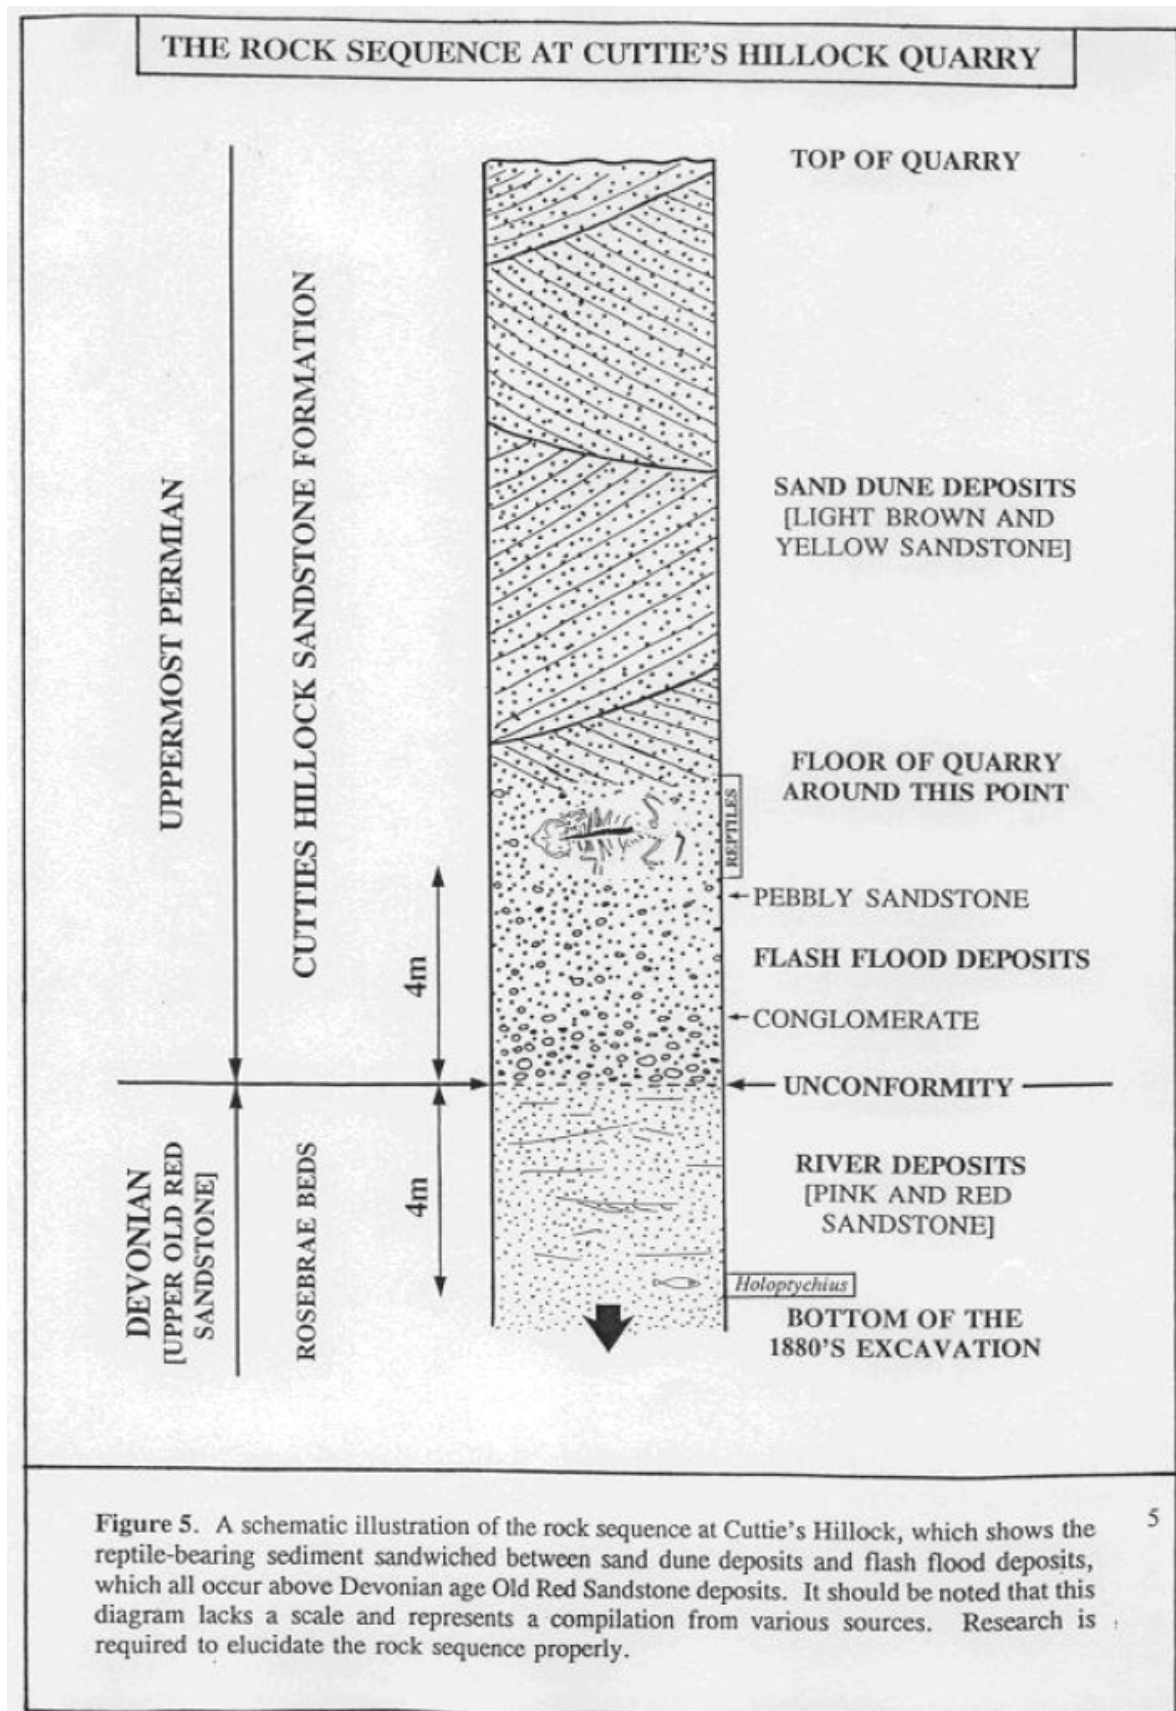 THE ROCK SEQUENCE AT CUTTIE'S HILLOCK QUARRY
TOP OF QUARRY
UPPERMOST PERMIAN
CUTTIES HILLOCK SANDSTONE FORMATION
SAND DUNE DEPOSITS
[LIGHT BROWN AND
YELLOW SANDSTONE]
FLOOR OF QUARRY
AROUND THIS POINT
REPTILES
PEBBLY SANDSTONE
FLASH FLOOD DEPOSITS
4m
CONGLOMERATE
UNCONFORMITY
DEVONIAN
[UPPER OLD RED
SANDSTONE]
ROSEBRAE BEDS
4m
RIVER DEPOSITS
[PINK AND RED
SANDSTONE]
Holoptychius
BOTTOM OF THE
1880'S EXCAVATION
5
Figure 5. A schematic illustration of the rock sequence at Cuttie's Hillock, which shows the
reptile-bearing sediment sandwiched between sand dune deposits and flash flood deposits,
which all occur above Devonian age Old Red Sandstone deposits. It should be noted that this
diagram lacks a scale and represents a compilation from various sources. Research is
required to elucidate the rock sequence properly.